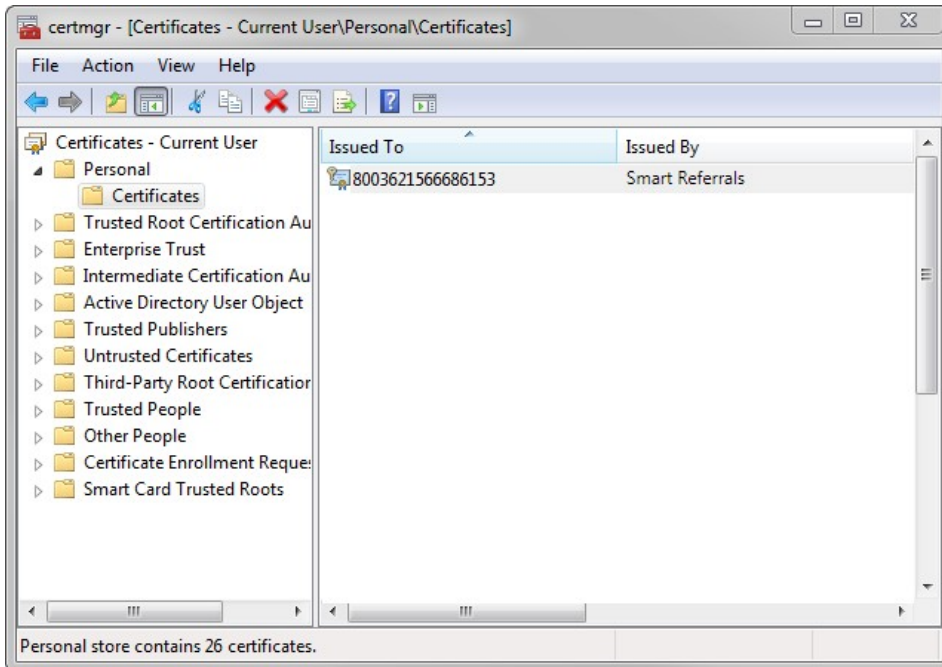 certmgr - [Certificates - Current User\Personal\Certificates]
File Action View Help
Certificates - Current User
Personal
Certificates
Trusted Root Certification Au
Enterprise Trust
Intermediate Certification Au
Active Directory User Object
Trusted Publishers
Untrusted Certificates
Third-Party Root Certification
Trusted People
Other People
Certificate Enrollment Reques
Smart Card Trusted Roots
Issued To Issued By
8003621566686153 Smart Referrals
Personal store contains 26 certificates.